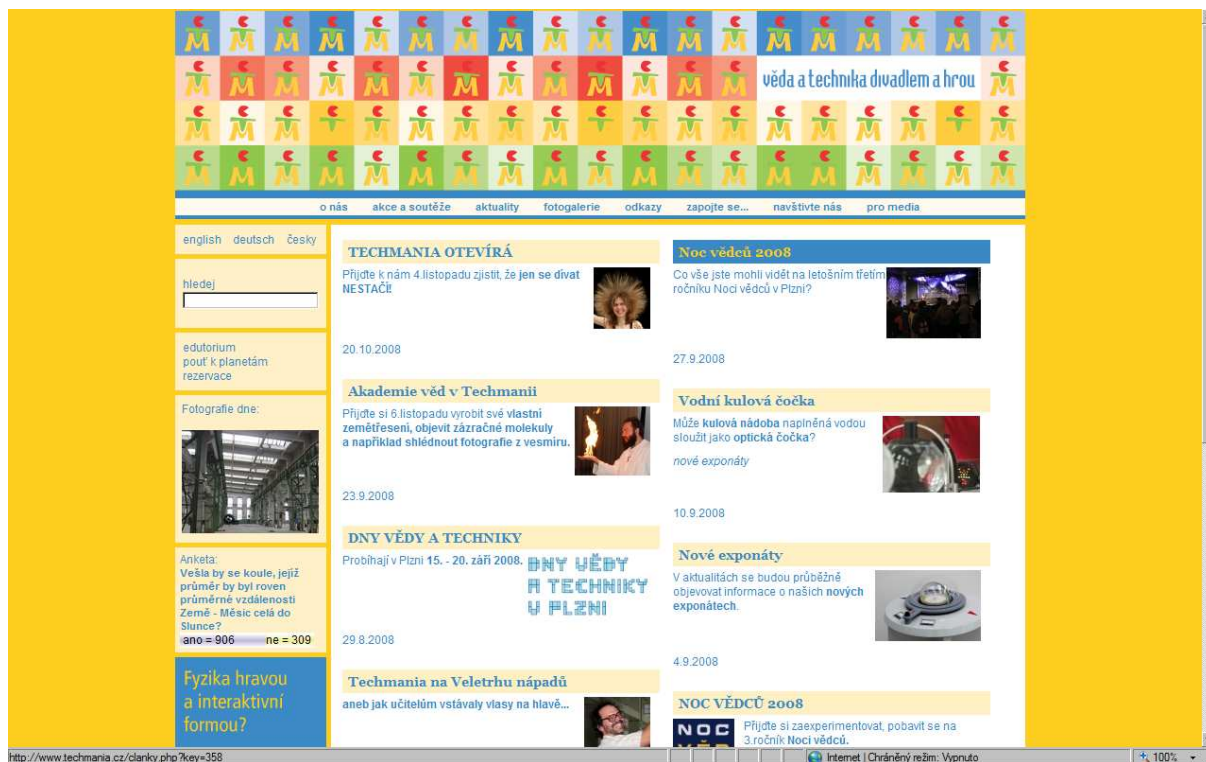 věda a technika divadlem a hrou
o nás akce a soutěže aktuality fotogalerie odkazy zapojte se... navštivte nás pro media
english deutsch česky
hledej
edutorium
pouť k planetám
rezervace
Fotografie dne:
Anketa:
Vešla by se koule, jejíž
průměr by byl roven
průměrné vzdálenosti
Země - Měsíc celá do
Slunce?
ano = 906 ne = 309
Fyzika hravou
a interaktivní
formou?
TECHMANIA OTEVÍRÁ
Přijďte k nám 4.listopadu zjistit, že jen se dívat
NESTAČÍ!
20.10.2008
Akademie věd v Techmanii
Přijďte si 6.listopadu vyrobit své vlastní
zemětřesení, objevit zázračné molekuly
a například shlédnout fotografie z vesmíru.
23.9.2008
DNY VĚDY A TECHNIKY
Probíhají v Plzni 15. - 20. září 2008.
DNY VĚDY
A TECHNIKY
V PLZNI
29.8.2008
Techmania na Veletrhu nápadů
aneb jak učitelům vstávaly vlasy na hlavě...
Noc vědců 2008
Co vše jste mohli vidět na letošním třetím
ročníku Noci vědců v Plzni?
27.9.2008
Vodní kulová čočka
Může kulová nádoba naplněná vodou
sloužit jako optická čočka?
nové exponáty
10.9.2008
Nové exponáty
V aktualitách se budou průběžně
objevovat informace o našich nových
exponátech.
4.9.2008
NOC VĚDCŮ 2008
NOC
VĚD
Přijďte si zaexperimentovat, pobavit se na
3.ročník Noci vědců.
http://www.techmania.cz/clanky.php?key=358 Internet | Chráněný režim: Vypnuto 100%